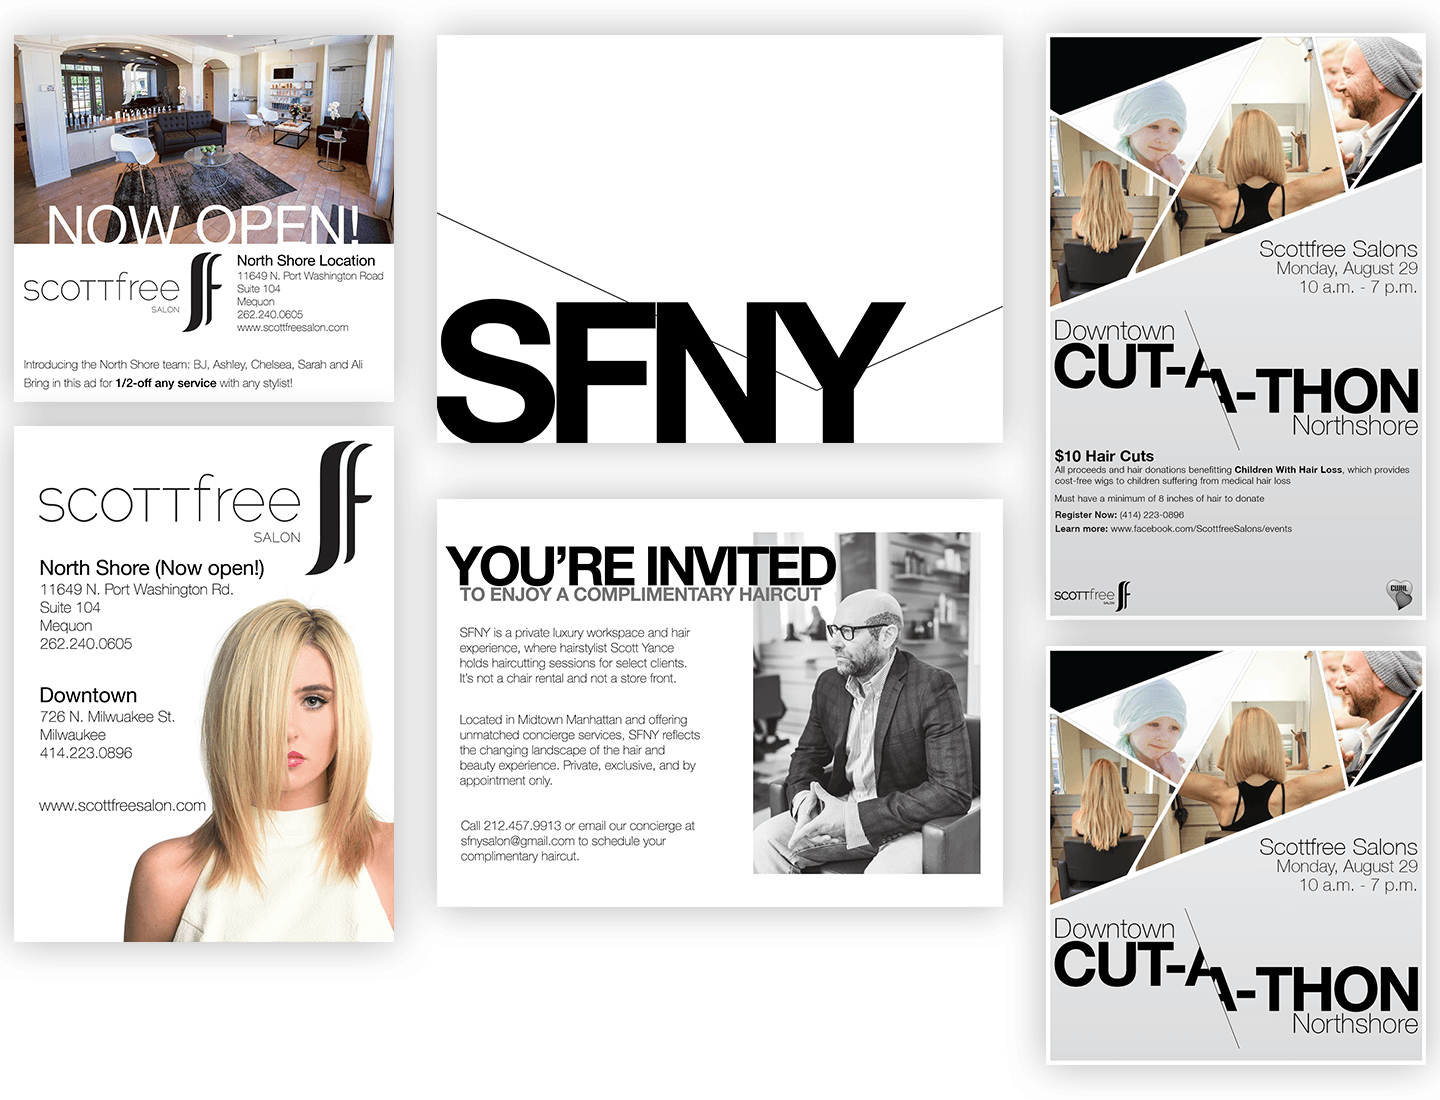 NOW OPEN!
scottfree
SALON
North Shore Location
11649 N. Port Washington Road
Suite 104
Mequon
262.240.0605
www.scottfreesalon.com
Introducing the North Shore team: BJ, Ashley, Chelsea, Sarah and Ali
Bring in this ad for 1/2-off any service with any stylist!
scottfree
SALON
North Shore (Now open!)
11649 N. Port Washington Rd.
Suite 104
Mequon
262.240.0605
Downtown
726 N. Milwuakee St.
Milwaukee
414.223.0896
www.scottfreesalon.com
SFNY
YOU'RE INVITED
TO ENJOY A COMPLIMENTARY HAIRCUT
SFNY is a private luxury workspace and hair
experience, where hairstylist Scott Yance
holds haircutting sessions for select clients.
It's not a chair rental and not a store front.
Located in Midtown Manhattan and offering
unmatched concierge services, SFNY reflects
the changing landscape of the hair and
beauty experience. Private, exclusive, and by
appointment only.
Call 212.457.9913 or email our concierge at
sfnysalon@gmail.com to schedule your
complimentary haircut.
Scottfree Salons
Monday, August 29
10 a.m. - 7 p.m.
Downtown
CUT-A
A-THON
Northshore
$10 Hair Cuts
All proceeds and hair donations benefitting Children With Hair Loss, which provides
cost-free wigs to children suffering from medical hair loss
Must have a minimum of 8 inches of hair to donate
Register Now: (414) 223-0896
Learn more: www.facebook.com/ScottfreeSalons/events
scottfree
SALON
CWHL
Scottfree Salons
Monday, August 29
10 a.m. - 7 p.m.
Downtown
CUT-A
A-THON
Northshore